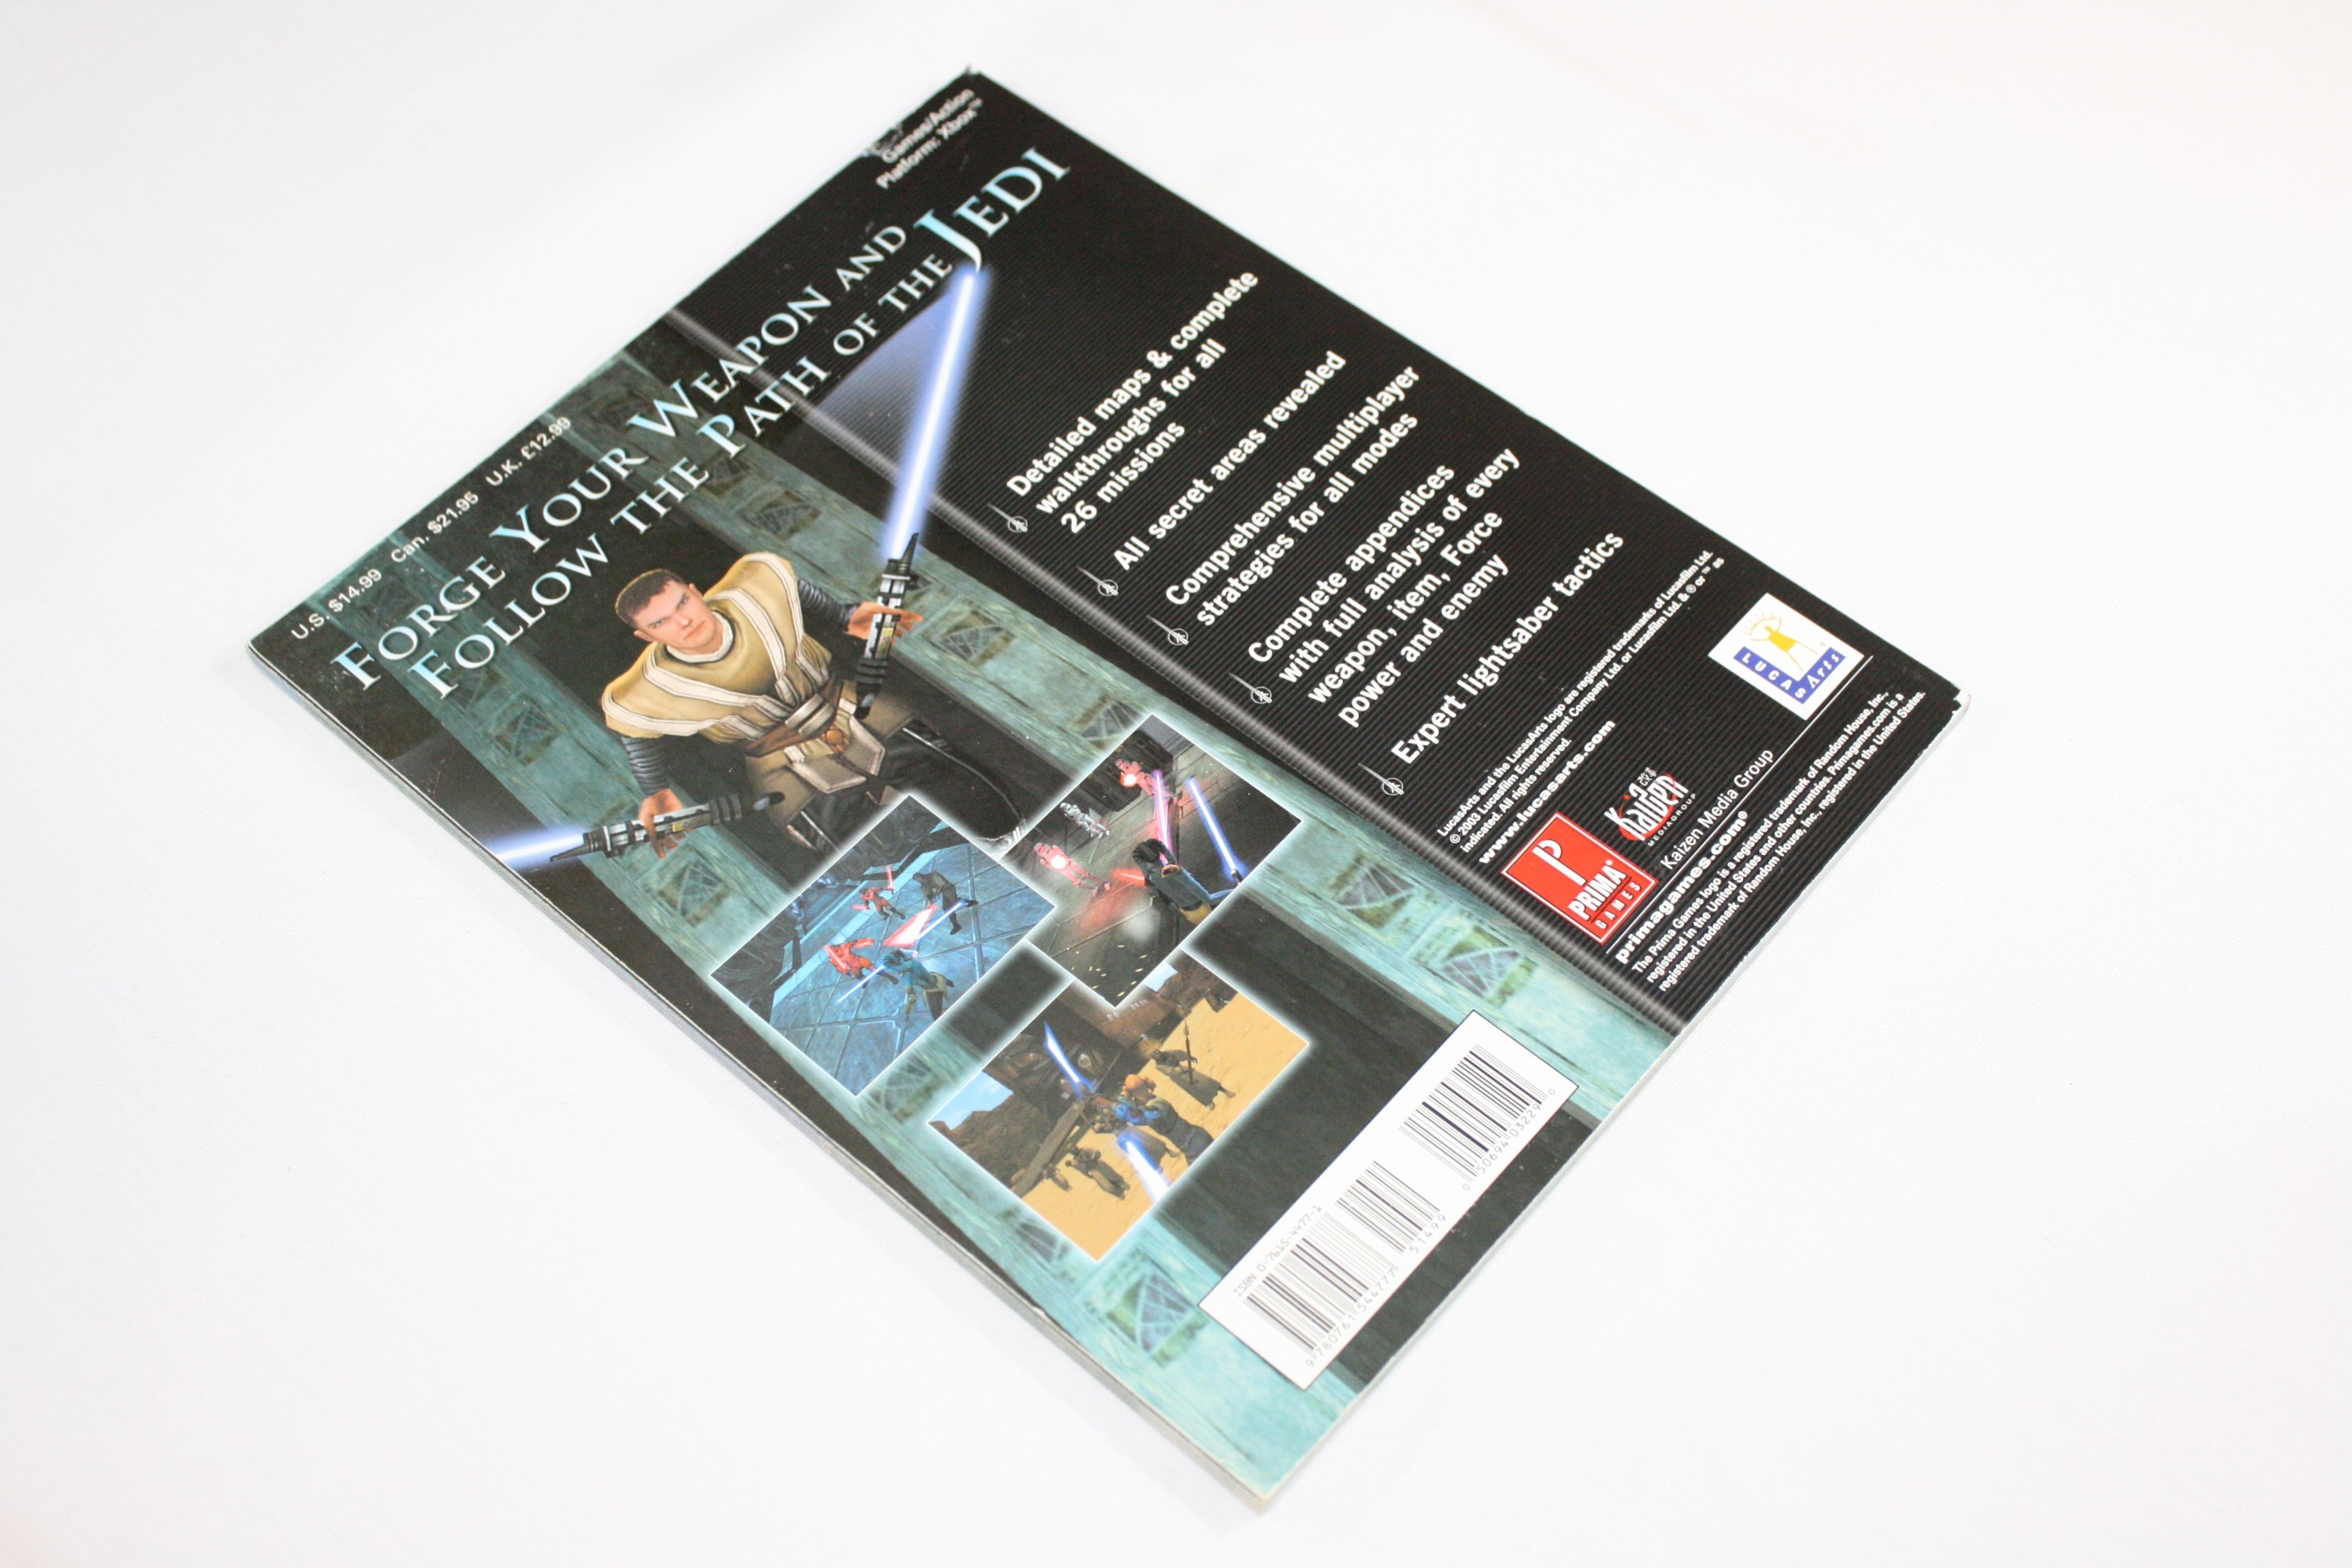 U.S. $14.99 Can. $21.95 U.K. £12.99
Games/Action
Platform: Xbox™
Forge Your Weapon and
Follow the Path of the Jedi
Detailed maps & complete
walkthroughs for all
26 missions
All secret areas revealed
Comprehensive multiplayer
strategies for all modes
Complete appendices
with full analysis of every
weapon, item, Force
power and enemy
Expert lightsaber tactics
LucasArts and the LucasArts logo are registered trademarks of Lucasfilm Ltd.
© 2003 Lucasfilm Entertainment Company Ltd. or Lucasfilm Ltd. & ® or ™ as
indicated. All rights reserved.
www.lucasarts.com
LUCASArts
PRIMA®
GAMES
Kaizen
MEDIAGROUP
Kaizen Media Group
primagames.com®
The Prima Games logo is a registered trademark of Random House, Inc.,
registered in the United States and other countries. Primagames.com is a
registered trademark of Random House, Inc., registered in the United States.
ISBN 0-7615-4477-1
9 780761 544777
51499
0 50694 03229 0